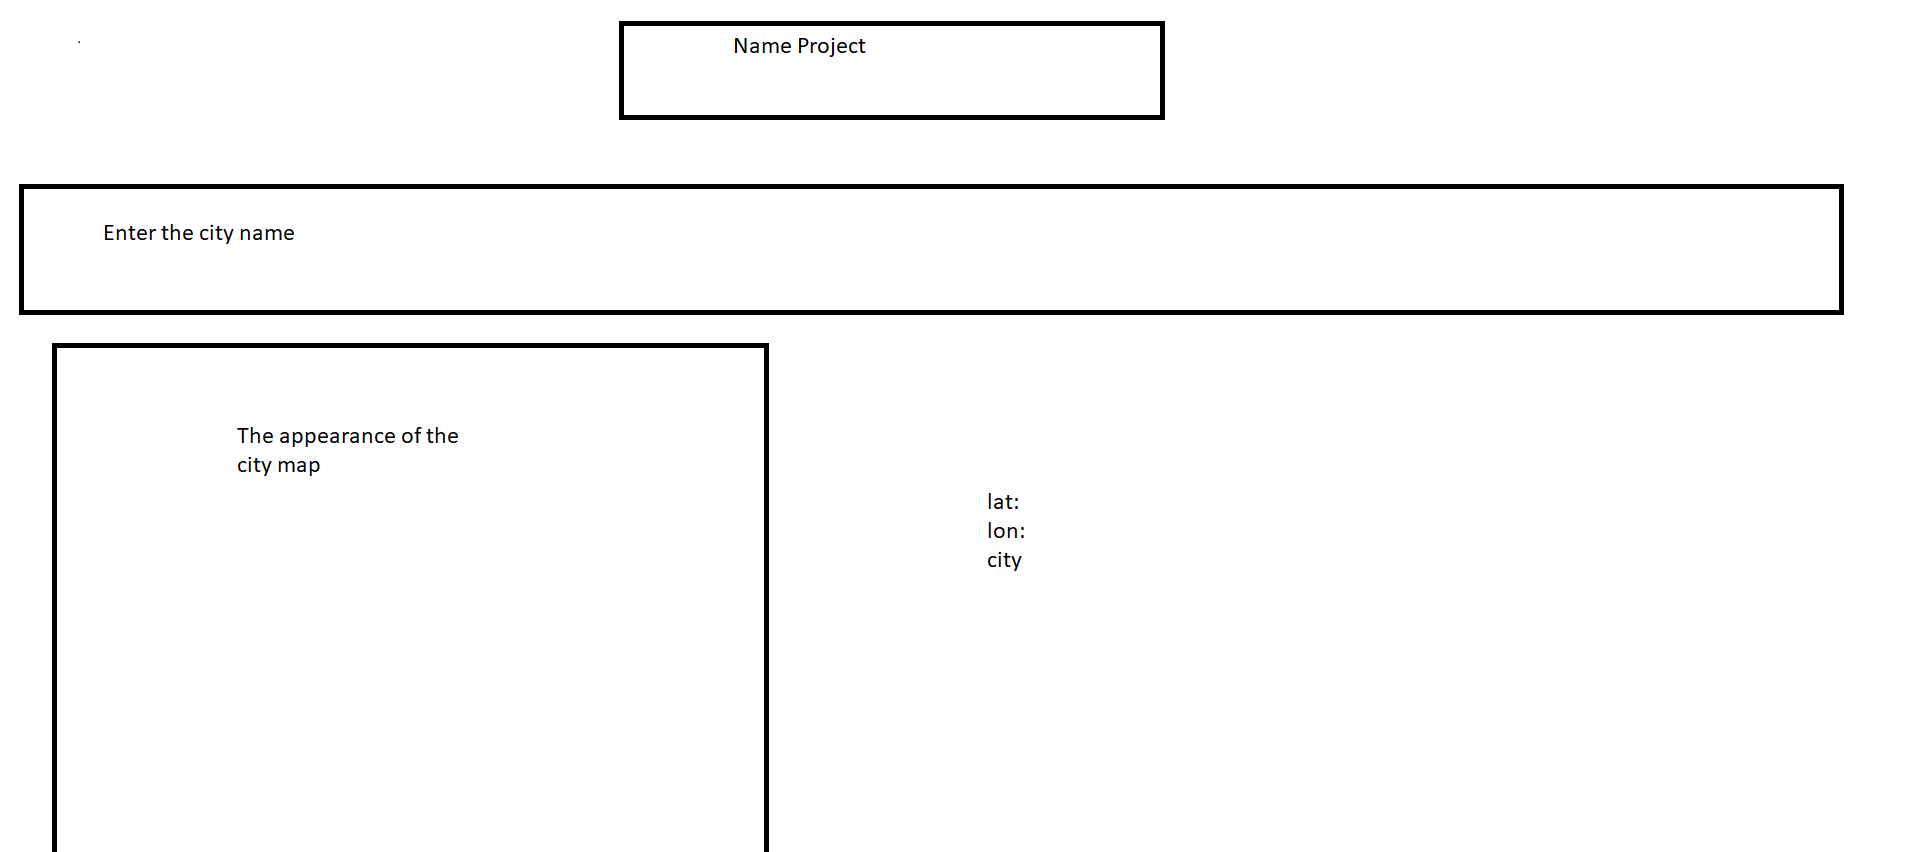 Name Project
Enter the city name
The appearance of the
city map
lat:
lon:
city